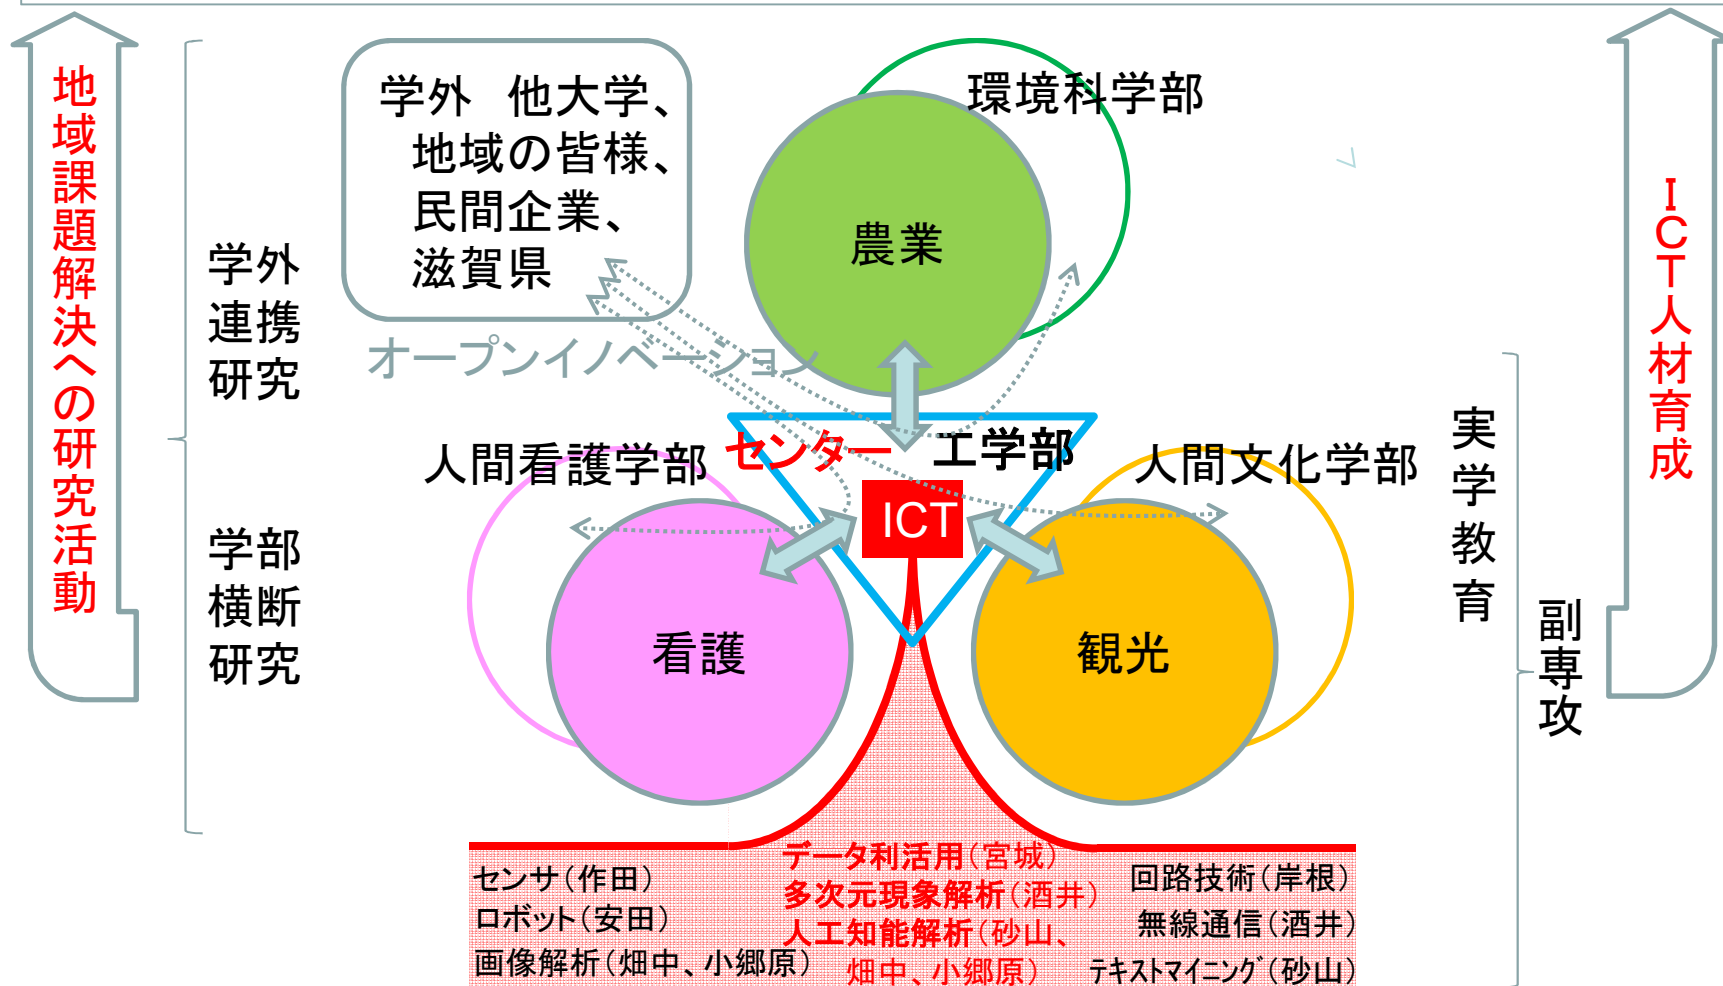 地域課題解決への研究活動
学外
連携
研究
学部
横断
研究
学外　他大学、
地域の皆様、
民間企業、
滋賀県
オープンイノベーション
環境科学部
農業
センター
工学部
ICT
人間看護学部
看護
人間文化学部
観光
実学教育
副専攻
ICT人材育成
センサ(作田)
ロボット(安田)
画像解析(畑中、小郷原)
データ利活用(宮城)
多次元現象解析(酒井)
人工知能解析(砂山、
畑中、小郷原)
回路技術(岸根)
無線通信(酒井)
テキストマイニング(砂山)